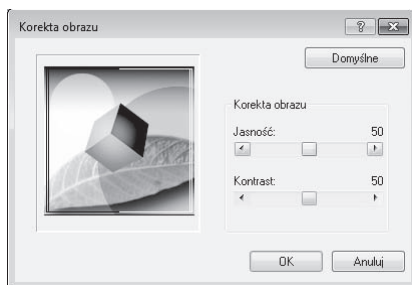 Korekta obrazu
Domyślne
Korekta obrazu
Jasność: 50
Kontrast: 50
OK Anuluj